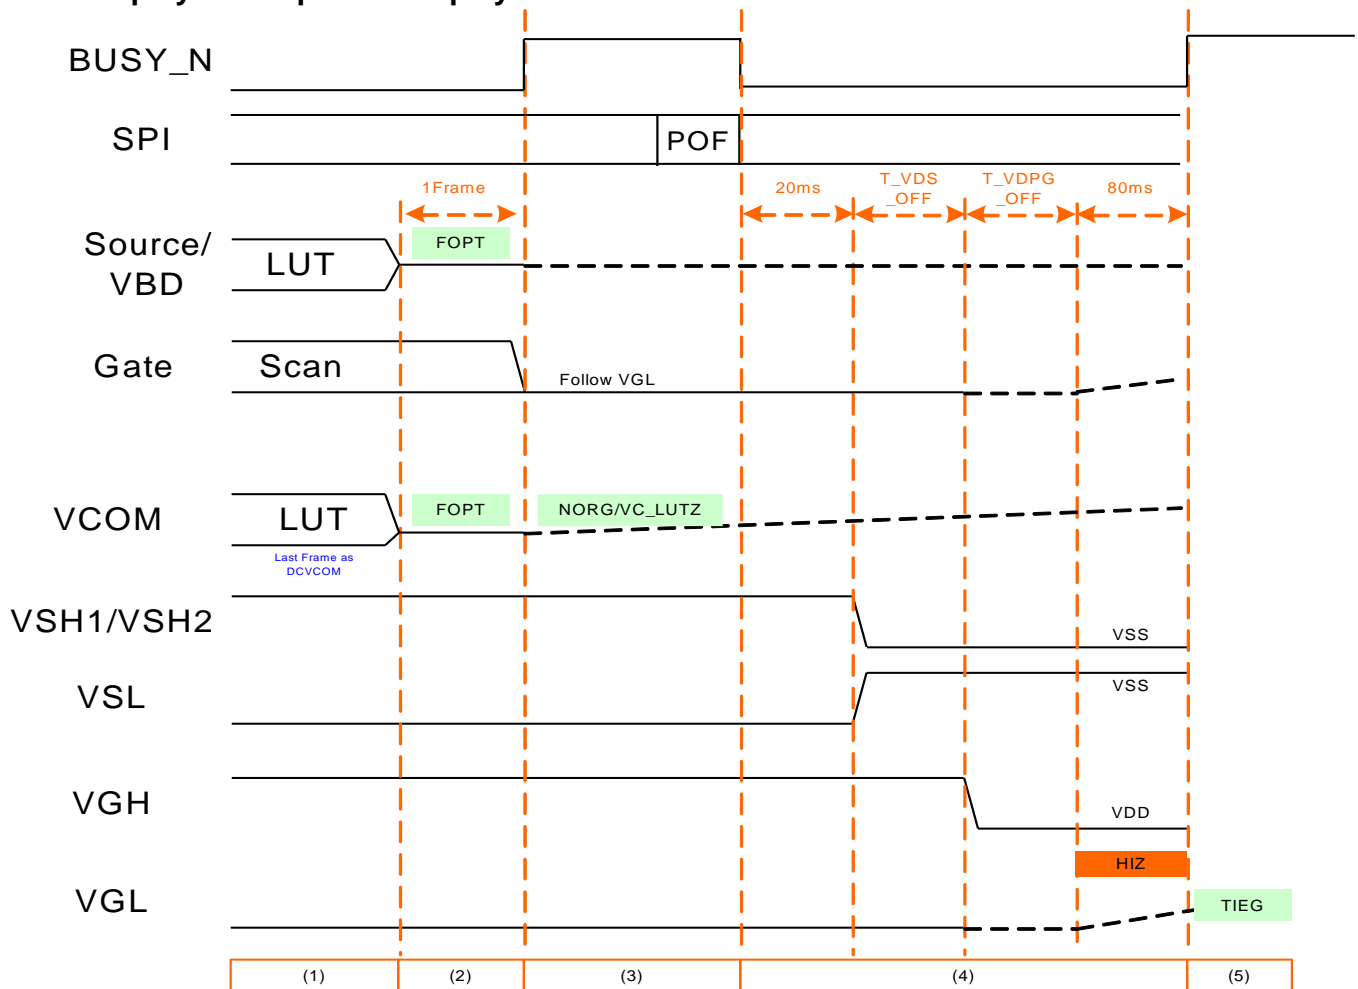 BUSY_N
SPI
POF
1Frame
20ms
T_VDS
_OFF
T_VDPG
_OFF
80ms
Source/
VBD
LUT
FOPT
Gate
Scan
Follow VGL
VCOM
LUT
Last Frame as
DCVCOM
FOPT
NORG/VC_LUTZ
VSH1/VSH2
VSS
VSL
VSS
VGH
VDD
HIZ
VGL
TIEG
(1)
(2)
(3)
(4)
(5)